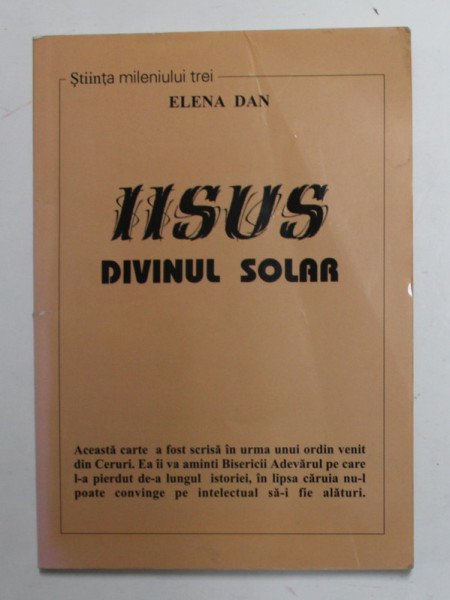 Știința mileniului trei
ELENA DAN
IISUS
DIVINUL SOLAR
Această carte a fost scrisă în urma unui ordin venit
din Ceruri. Ea îi va aminti Bisericii Adevărul pe care
l-a pierdut de-a lungul istoriei, în lipsa căruia nu-l
poate convinge pe intelectual să-i fie alături.